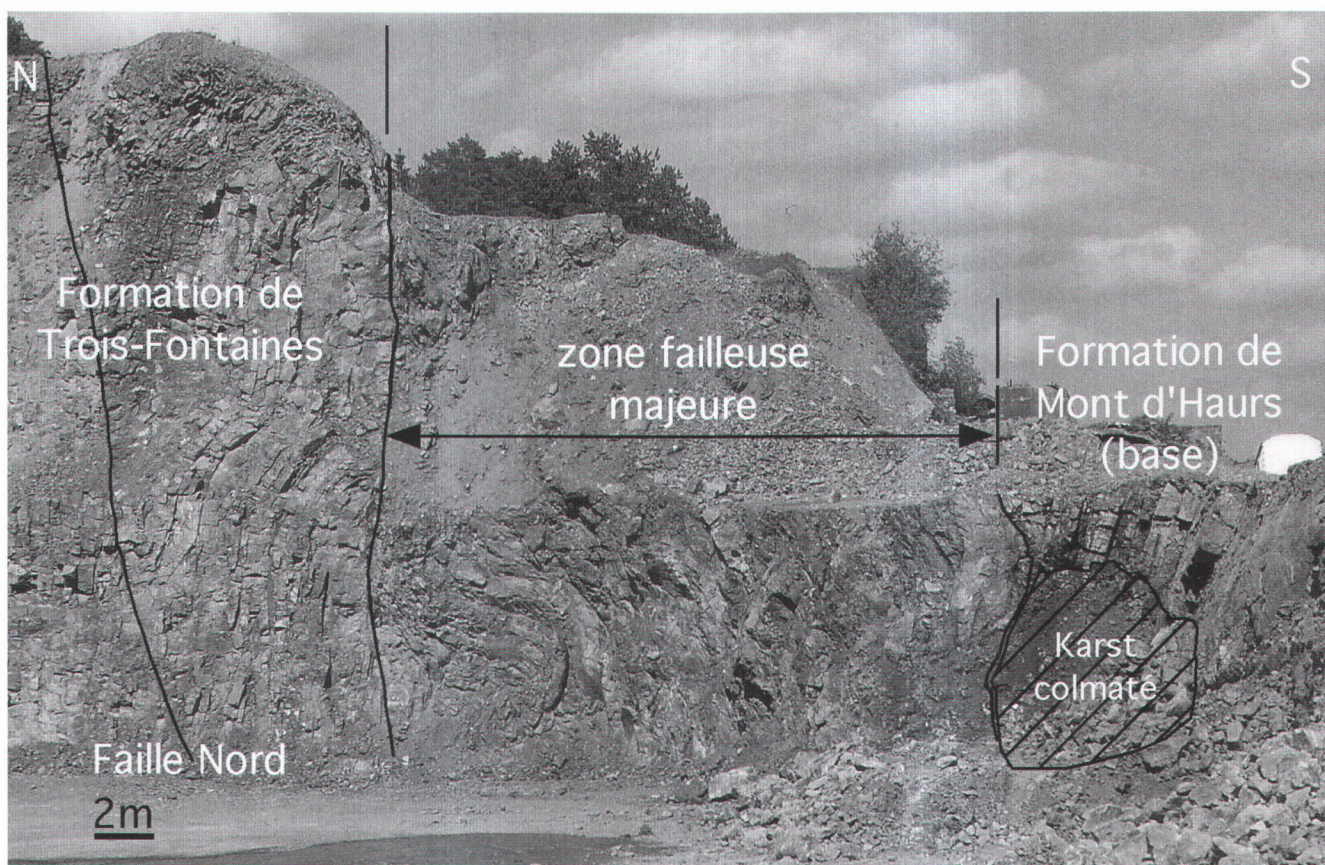 N
S
Formation de
Trois-Fontaines
zone failleuse
majeure
Formation de
Mont d'Haurs
(base)
Karst
colmaté
Faille Nord
2m